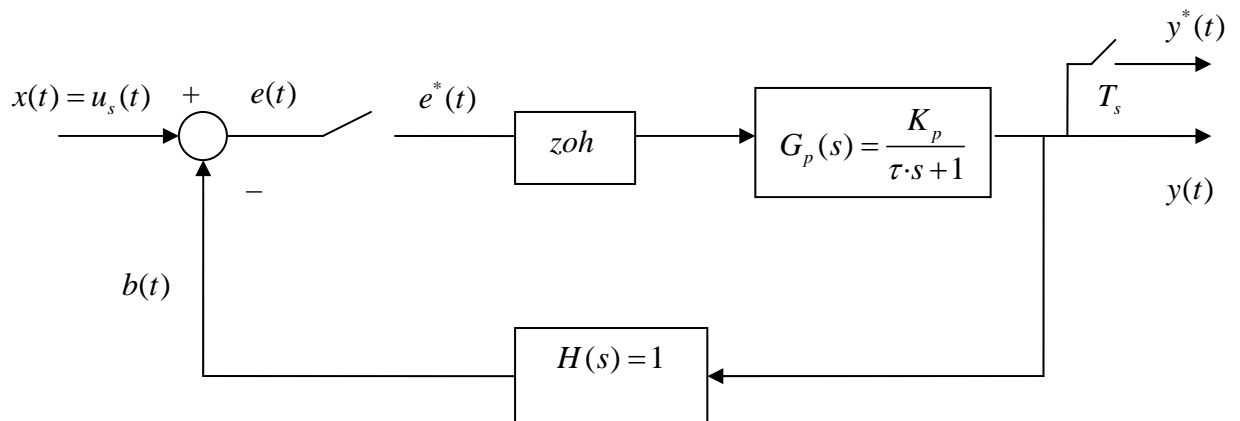 y*(t)
x(t) = u_s(t) + e(t) e*(t) T_s
zoh
G_p(s) = K_p / (τ·s + 1)
y(t)
−
b(t)
H(s) = 1